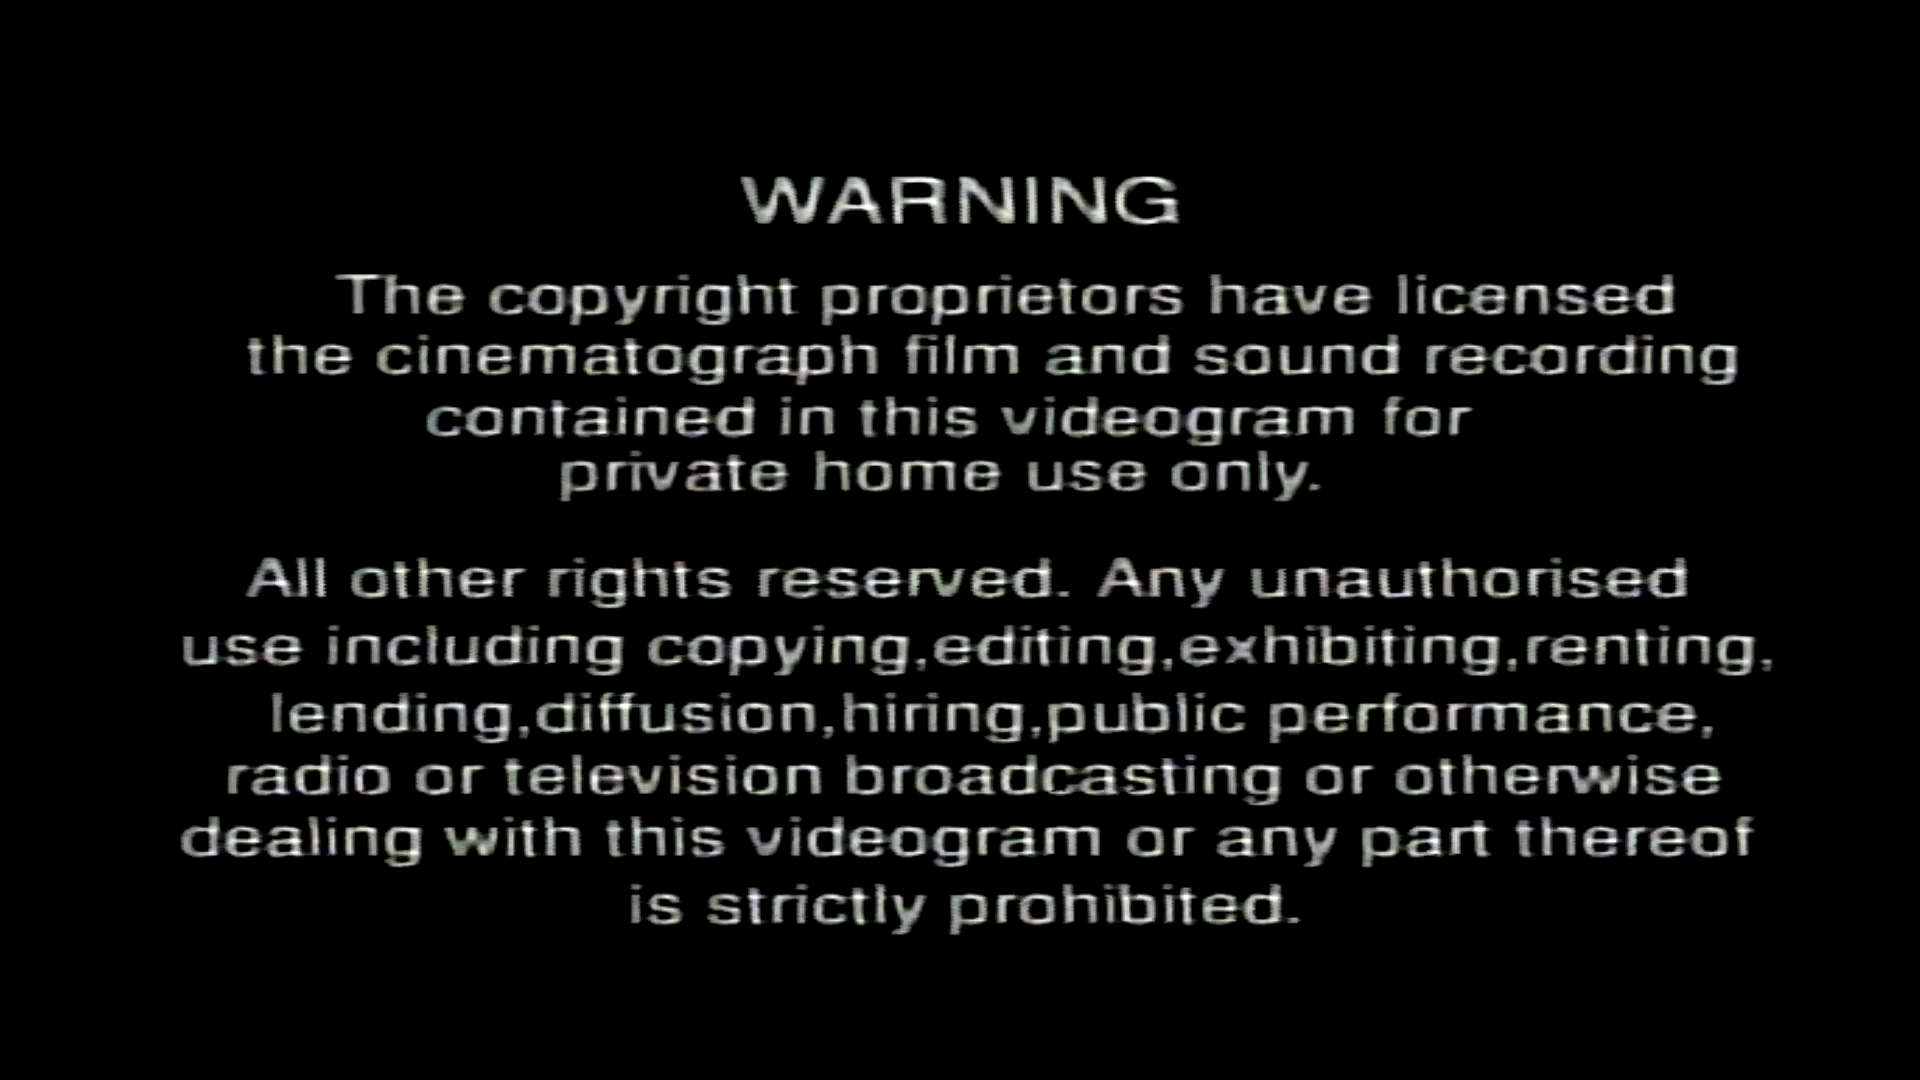 WARNING
The copyright proprietors have licensed
the cinematograph film and sound recording
contained in this videogram for
private home use only.
All other rights reserved. Any unauthorised
use including copying,editing,exhibiting,renting,
lending,diffusion,hiring,public performance,
radio or television broadcasting or otherwise
dealing with this videogram or any part thereof
is strictly prohibited.